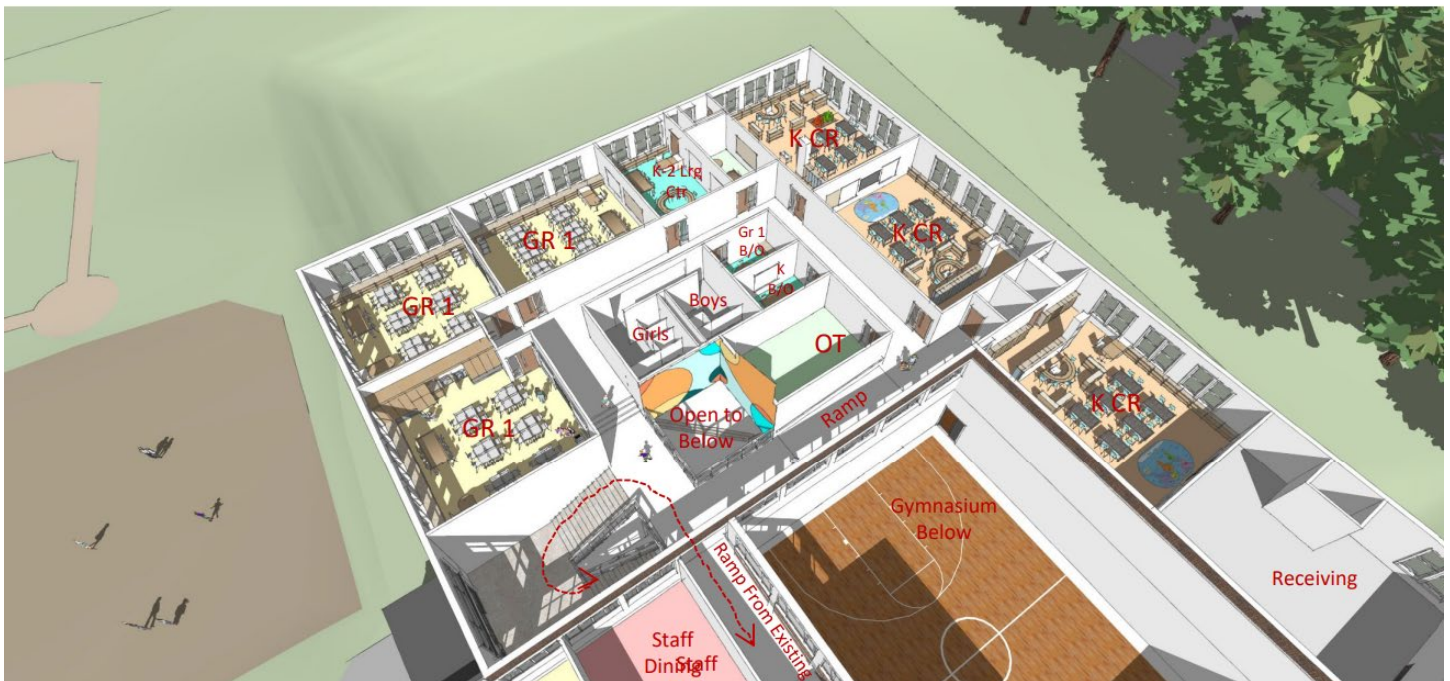 K CR
K-2 Lrg
Ctr
K CR
GR 1
Gr 1
B/O
K
B/O
GR 1
Boys
Girls
OT
K CR
Ramp
Open to
Below
GR 1
Gymnasium
Below
Ramp From Existing
Receiving
Staff
Dining
Staff